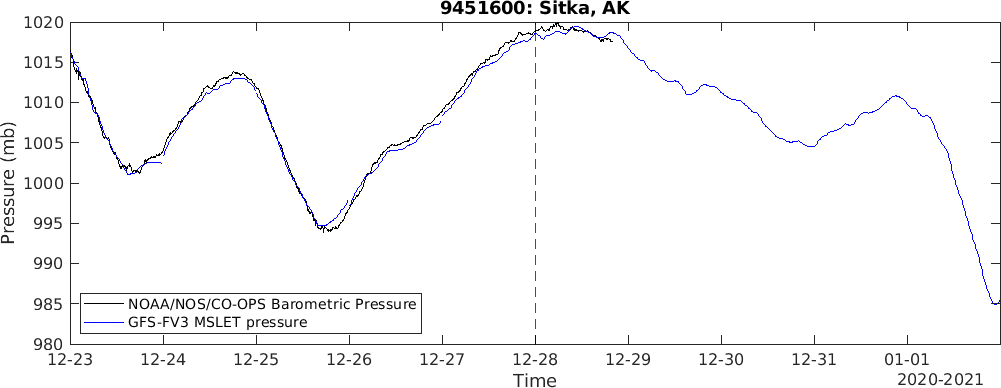 9451600: Sitka, AK
1020
1015
1010
1005
1000
995
990
985
980
Pressure (mb)
NOAA/NOS/CO-OPS Barometric Pressure
GFS-FV3 MSLET pressure
12-23 12-24 12-25 12-26 12-27 12-28 12-29 12-30 12-31 01-01
Time
2020-2021